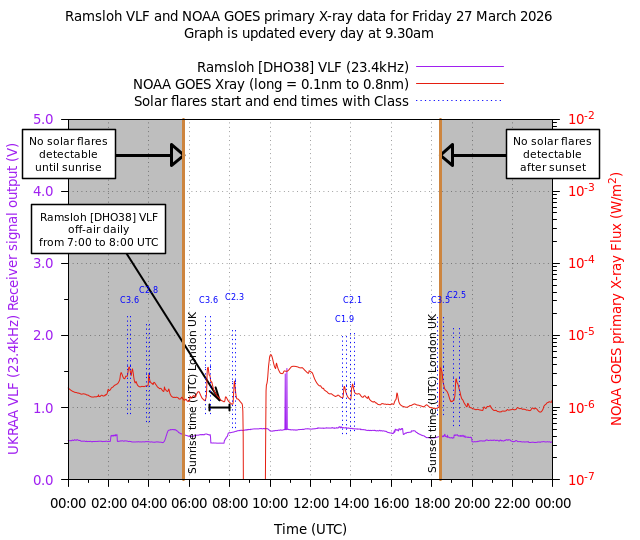 Ramsloh VLF and NOAA GOES primary X-ray data for Friday 27 March 2026
Graph is updated every day at 9.30am
Ramsloh [DHO38] VLF (23.4kHz)
NOAA GOES Xray (long = 0.1nm to 0.8nm)
Solar flares start and end times with Class
5.0
4.0
3.0
2.0
1.0
0.0
UKRAA VLF (23.4kHz) Receiver signal output (V)
No solar flares
detectable
until sunrise
Ramsloh [DHO38] VLF
off-air daily
from 7:00 to 8:00 UTC
No solar flares
detectable
after sunset
C3.6
C2.8
C3.6
C2.3
C1.9
C2.1
C3.5
C2.5
Sunrise time (UTC) London UK
Sunset time (UTC) London UK
10-2
10-3
10-4
10-5
10-6
10-7
NOAA GOES primary X-ray Flux (W/m2)
00:00 02:00 04:00 06:00 08:00 10:00 12:00 14:00 16:00 18:00 20:00 22:00 00:00
Time (UTC)